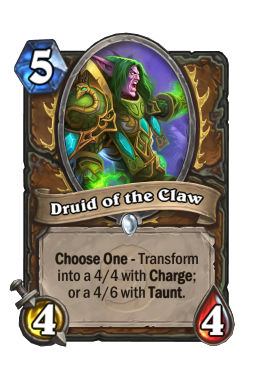 5
Druid of the Claw
Choose One - Transform
into a 4/4 with Charge;
or a 4/6 with Taunt.
4 4